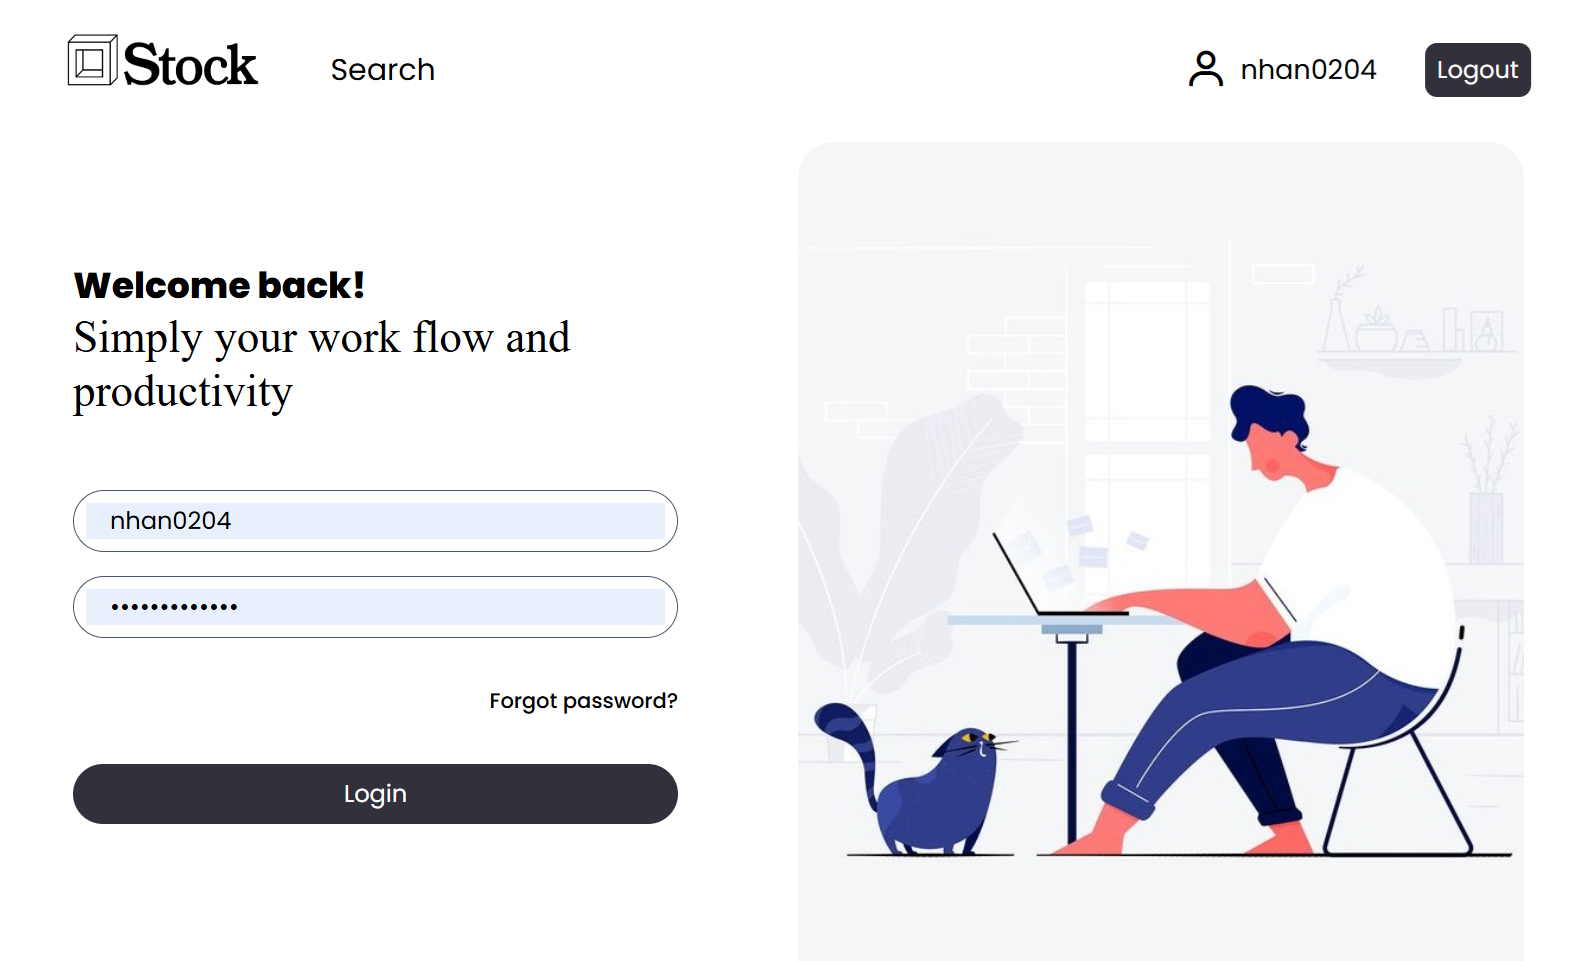 Stock
Search
nhan0204
Logout
Welcome back!
Simply your work flow and
productivity
nhan0204
•••••••••••••
Forgot password?
Login